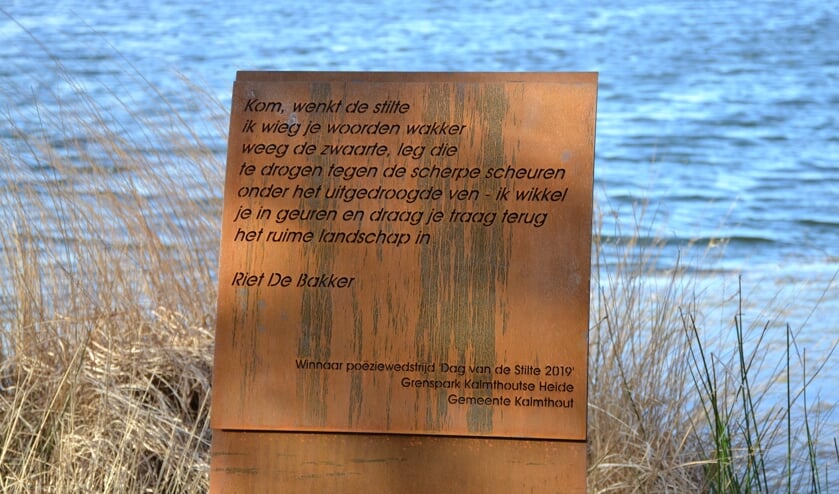 Kom, wenkt de stilte
ik wieg je woorden wakker
weeg de zwaarte, leg die
te drogen tegen de scherpe scheuren
onder het uitgedroogde ven - ik wikkel
je in geuren en draag je traag terug
het ruime landschap in
Riet De Bakker
Winnaar poëziewedstrijd 'Dag van de Stilte 2019'
Grenspark Kalmthoutse Heide
Gemeente Kalmthout